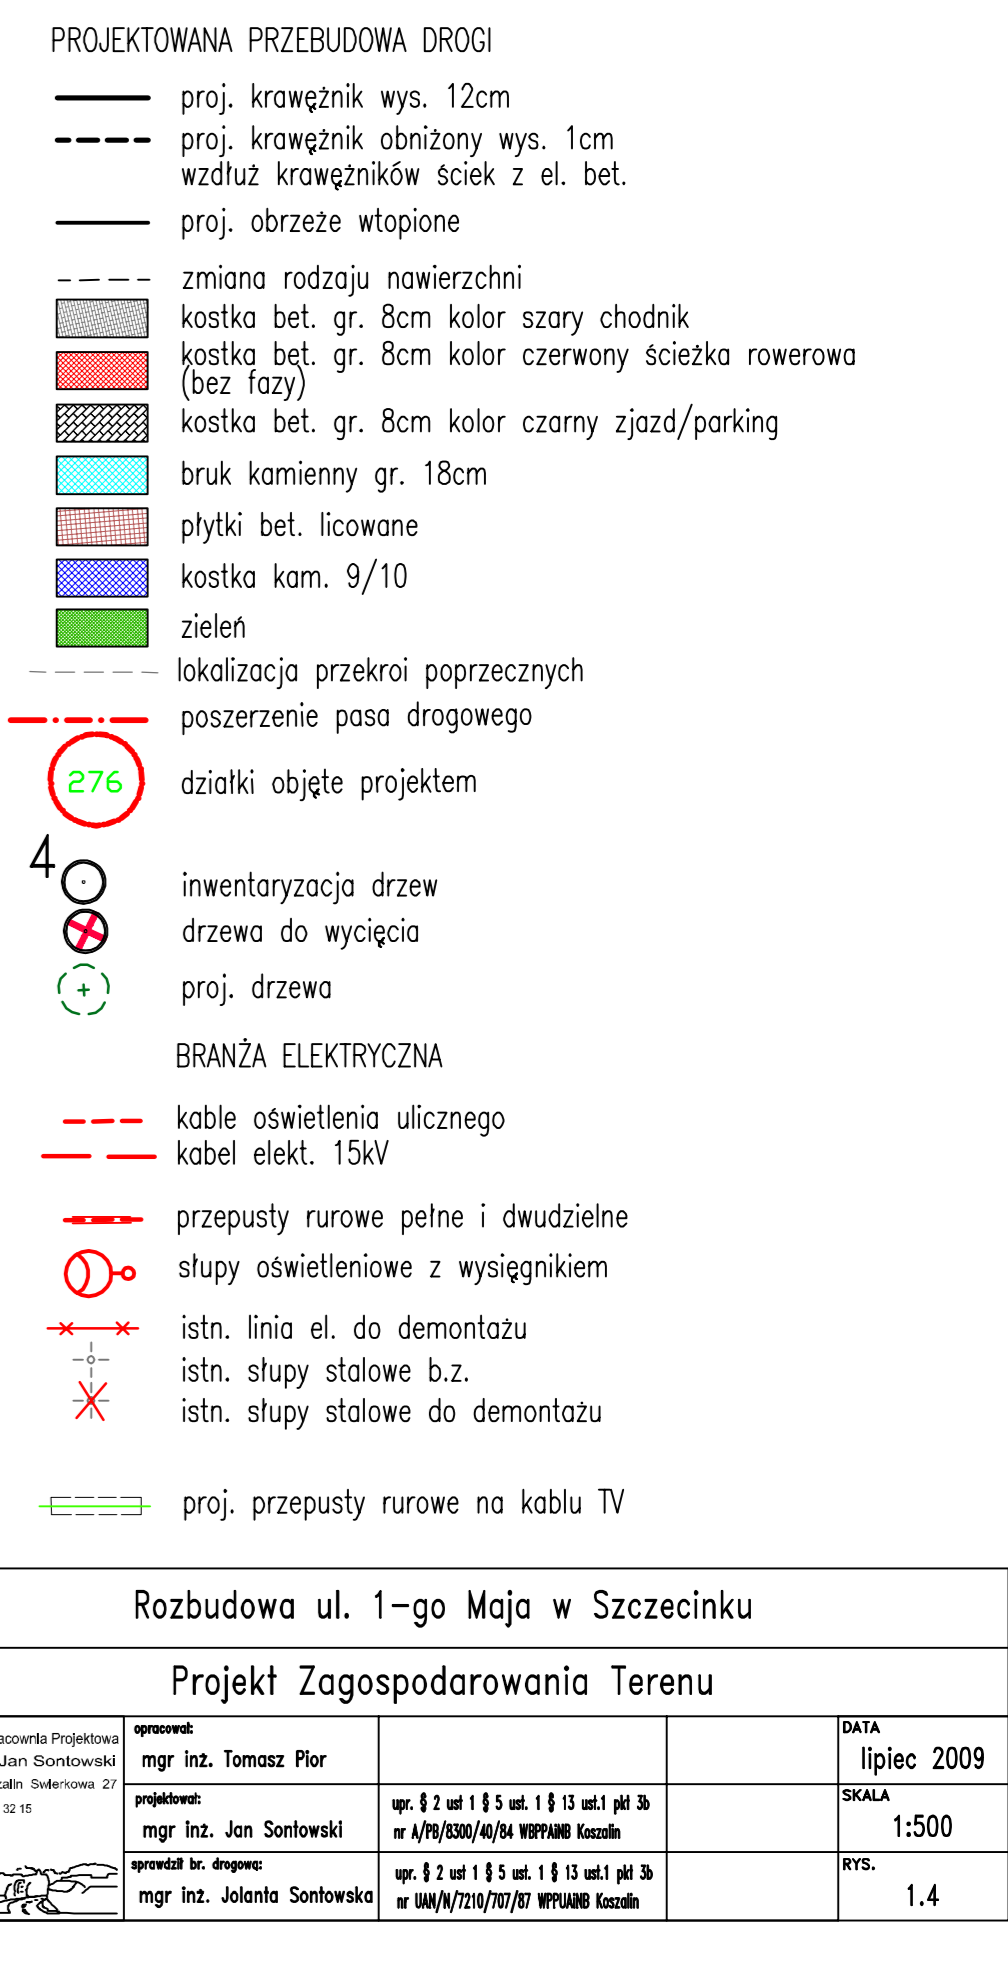 PROJEKTOWANA PRZEBUDOWA DROGI
proj. krawężnik wys. 12cm
proj. krawężnik obniżony wys. 1cm
wzdłuż krawężników ściek z el. bet.
proj. obrzeże wtopione
zmiana rodzaju nawierzchni
kostka bet. gr. 8cm kolor szary chodnik
kostka bet. gr. 8cm kolor czerwony ścieżka rowerowa
(bez fazy)
kostka bet. gr. 8cm kolor czarny zjazd/parking
bruk kamienny gr. 18cm
płytki bet. licowane
kostka kam. 9/10
zieleń
lokalizacja przekroi poprzecznych
poszerzenie pasa drogowego
276
działki objęte projektem
4
inwentaryzacja drzew
drzewa do wycięcia
proj. drzewa
BRANŻA ELEKTRYCZNA
kable oświetlenia ulicznego
kabel elekt. 15kV
przepusty rurowe pełne i dwudzielne
słupy oświetleniowe z wysięgnikiem
istn. linia el. do demontażu
istn. słupy stalowe b.z.
istn. słupy stalowe do demontażu
proj. przepusty rurowe na kablu TV
Rozbudowa ul. 1-go Maja w Szczecinku
Projekt Zagospodarowania Terenu
acownia Projektowa
Jan Sontowski
zalin Swierkowa 27
32 15
opracował:
mgr inż. Tomasz Pior
DATA
lipiec 2009
projektował:
mgr inż. Jan Sontowski
upr. § 2 ust 1 § 5 ust. 1 § 13 ust.1 pkt 3b
nr A/PB/8300/40/84 WBPPAiNB Koszalin
SKALA
1:500
sprawdził br. drogową:
mgr inż. Jolanta Sontowska
upr. § 2 ust 1 § 5 ust. 1 § 13 ust.1 pkt 3b
nr UAN/N/7210/707/87 WPPUAiNB Koszalin
RYS.
1.4